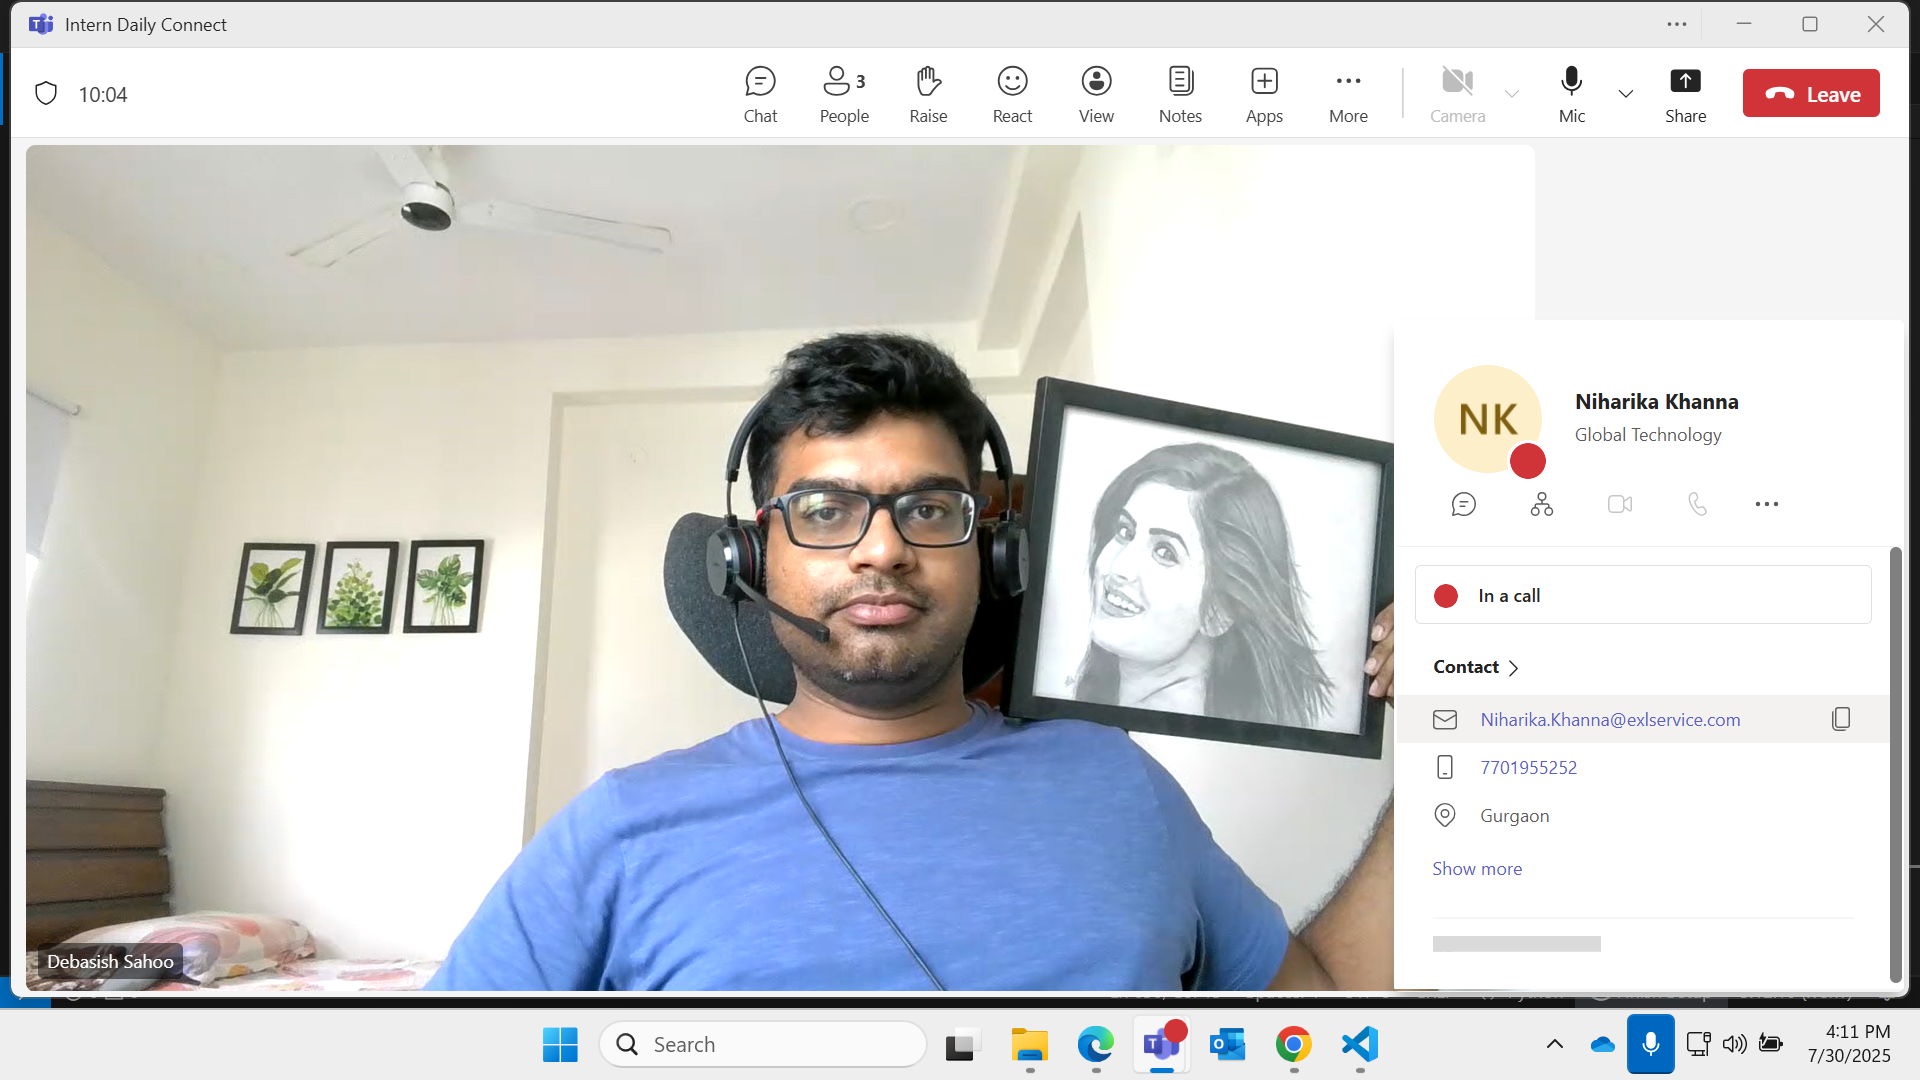 Intern Daily Connect
10:04
Chat
People 3
Raise
React
View
Notes
Apps
More
Camera
Mic
Share
Leave
NK
Niharika Khanna
Global Technology
In a call
Contact
Niharika.Khanna@exlservice.com
7701955252
Gurgaon
Show more
Debasish Sahoo
Search
4:11 PM
7/30/2025